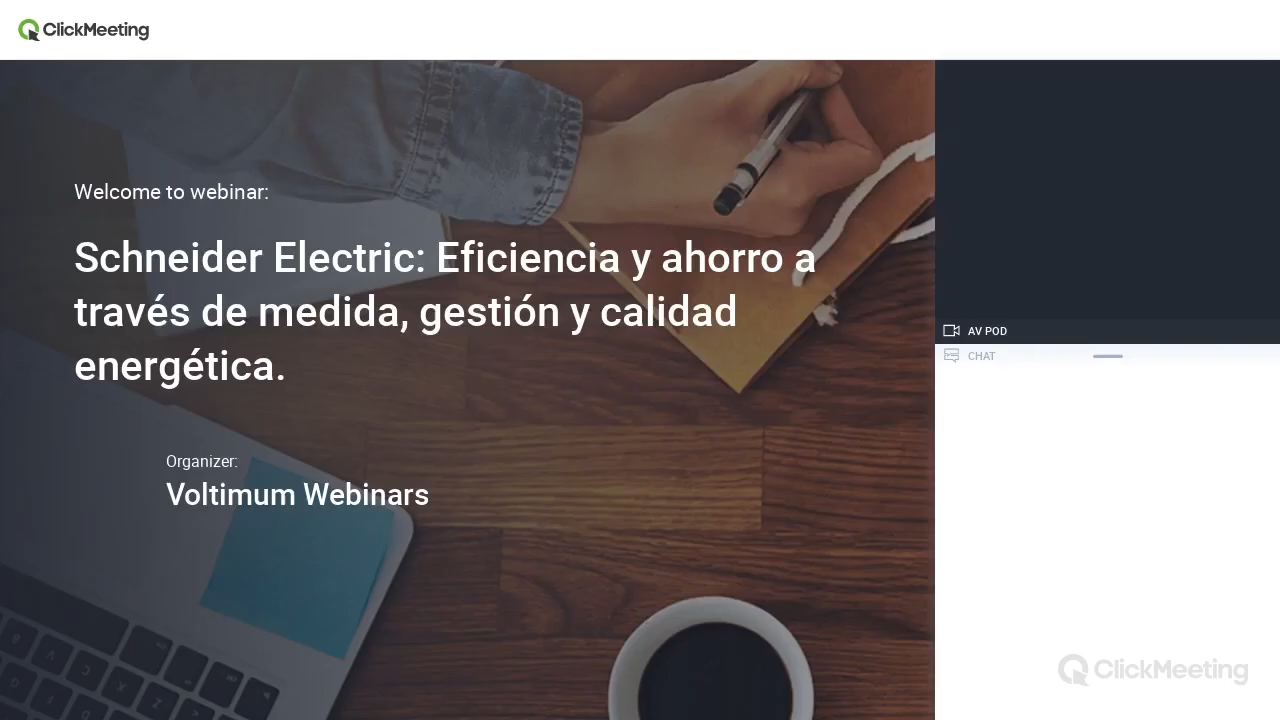 ClickMeeting
Welcome to webinar:
Schneider Electric: Eficiencia y ahorro a
través de medida, gestión y calidad
energética.
Organizer:
Voltimum Webinars
AV POD
CHAT
ClickMeeting